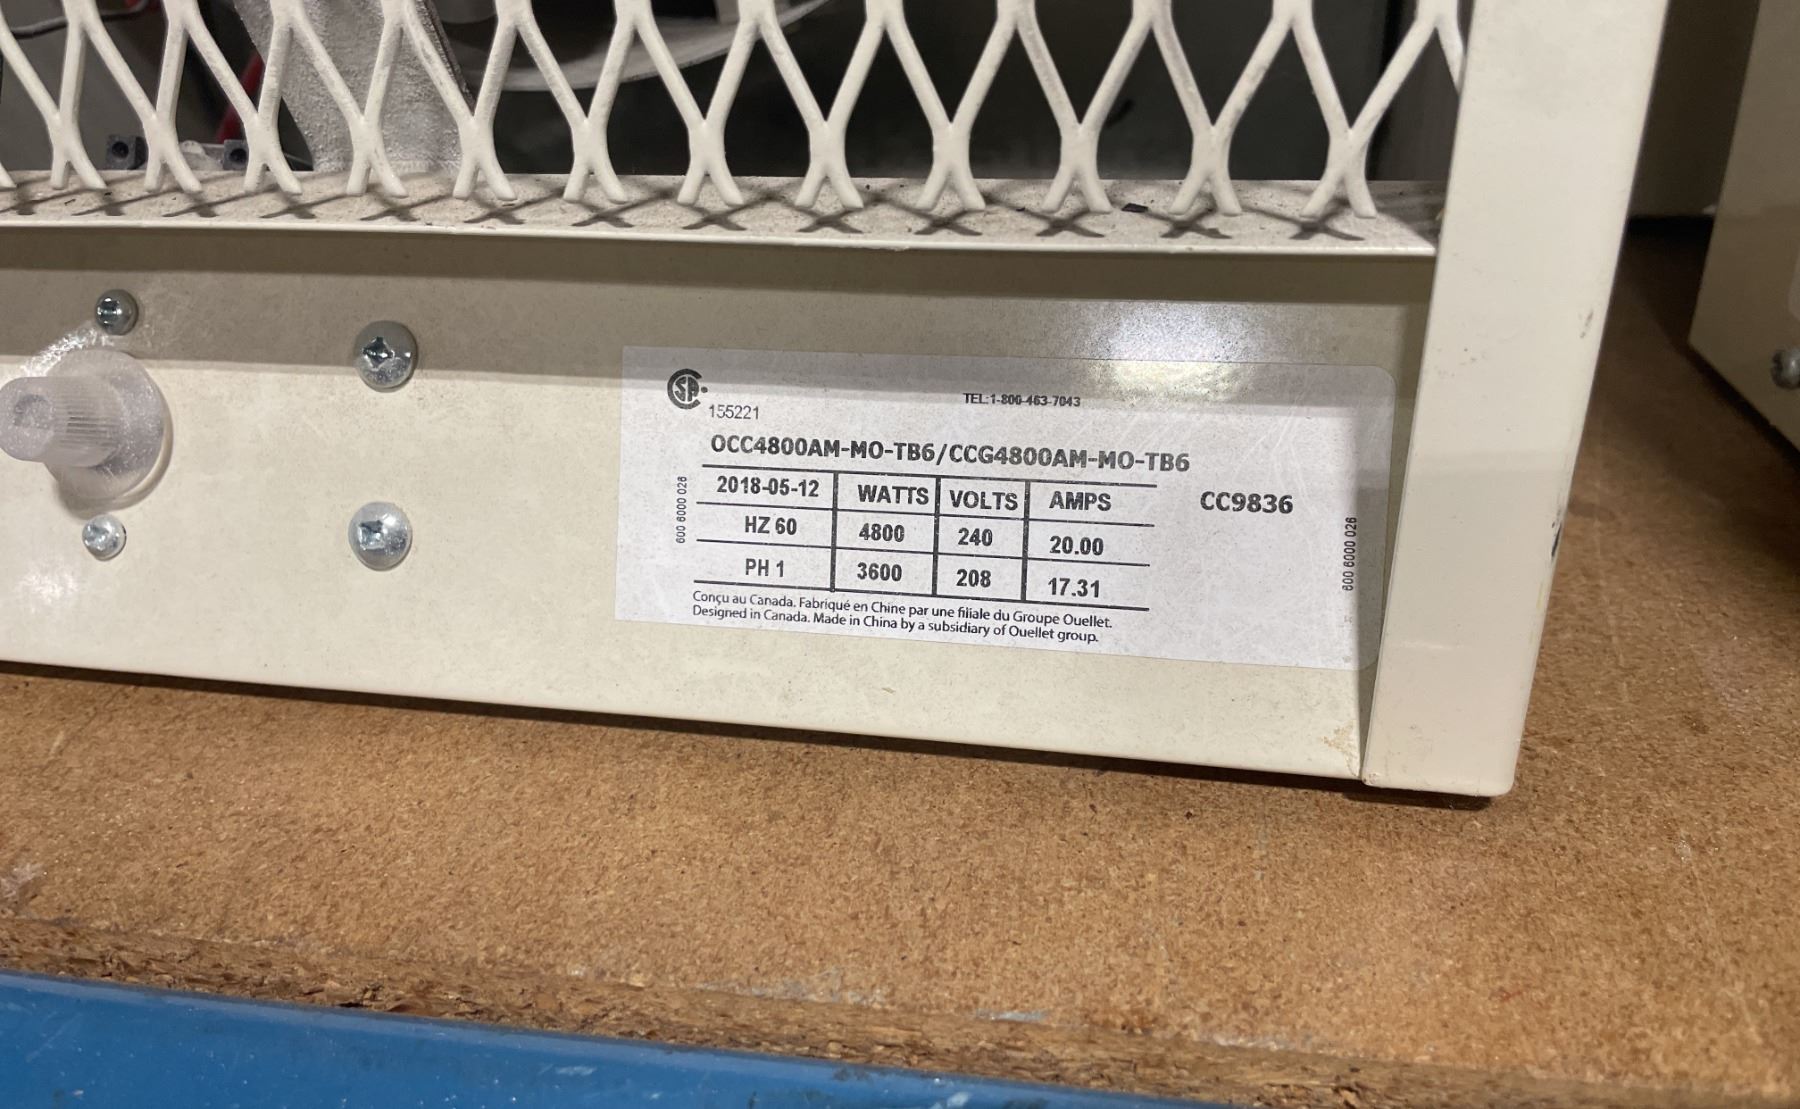 CSA
TEL:1-800-463-7043
155221
OCC4800AM-MO-TB6/CCG4800AM-MO-TB6
2018-05-12 WATTS VOLTS AMPS
CC9836
HZ 60 4800 240 20.00
PH 1 3600 208 17.31
600 6000 026
600 6000 026
Conçu au Canada. Fabriqué en Chine par une filiale du Groupe Ouellet.
Designed in Canada. Made in China by a subsidiary of Ouellet group.